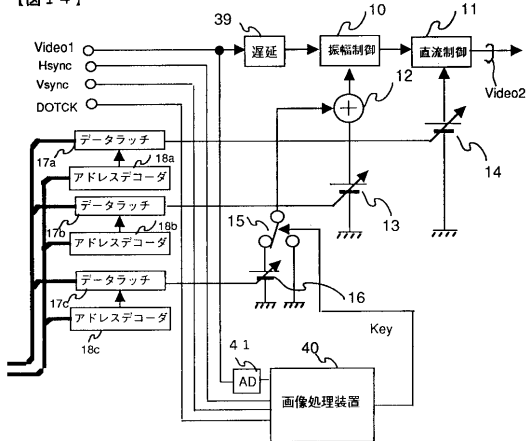 【図14】
39
10
11
Video1
遅延
振幅制御
直流制御
Hsync
Vsync
12
Video2
DOTCK
データラッチ
17a
18a
アドレスデコーダ
14
データラッチ
17b
18b
15
13
アドレスデコーダ
データラッチ
17c
16
アドレスデコーダ
18c
Key
41
40
AD
画像処理装置